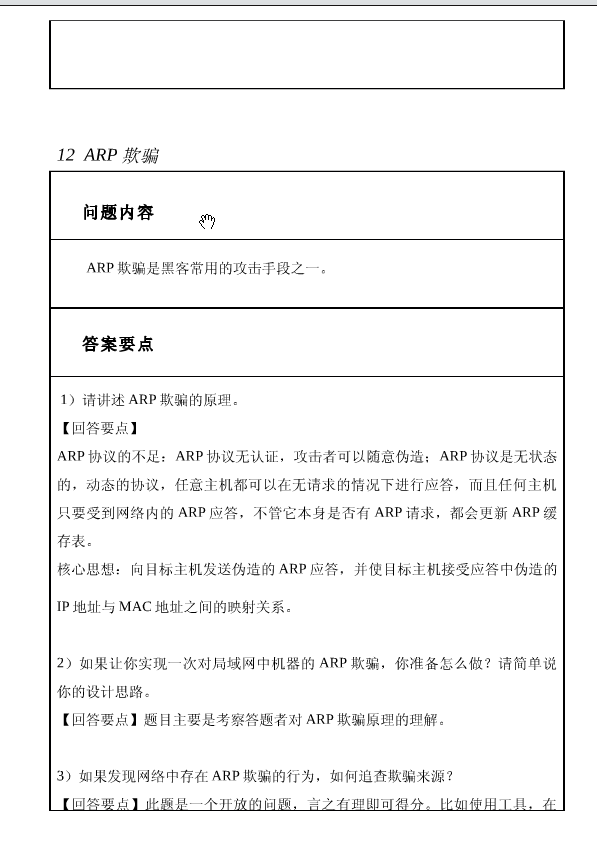 12 ARP 欺骗
问题内容
ARP 欺骗是黑客常用的攻击手段之一。
答案要点
1）请讲述 ARP 欺骗的原理。
【回答要点】
ARP 协议的不足：ARP 协议无认证，攻击者可以随意伪造；ARP 协议是无状态
的，动态的协议，任意主机都可以在无请求的情况下进行应答，而且任何主机
只要受到网络内的 ARP 应答，不管它本身是否有 ARP 请求，都会更新 ARP 缓
存表。
核心思想：向目标主机发送伪造的 ARP 应答，并使目标主机接受应答中伪造的
IP 地址与 MAC 地址之间的映射关系。
2）如果让你实现一次对局域网中机器的 ARP 欺骗，你准备怎么做？请简单说
你的设计思路。
【回答要点】题目主要是考察答题者对 ARP 欺骗原理的理解。
3）如果发现网络中存在 ARP 欺骗的行为，如何追查欺骗来源？
【回答要点】此题是一个开放的问题，言之有理即可得分。比如使用工具，在